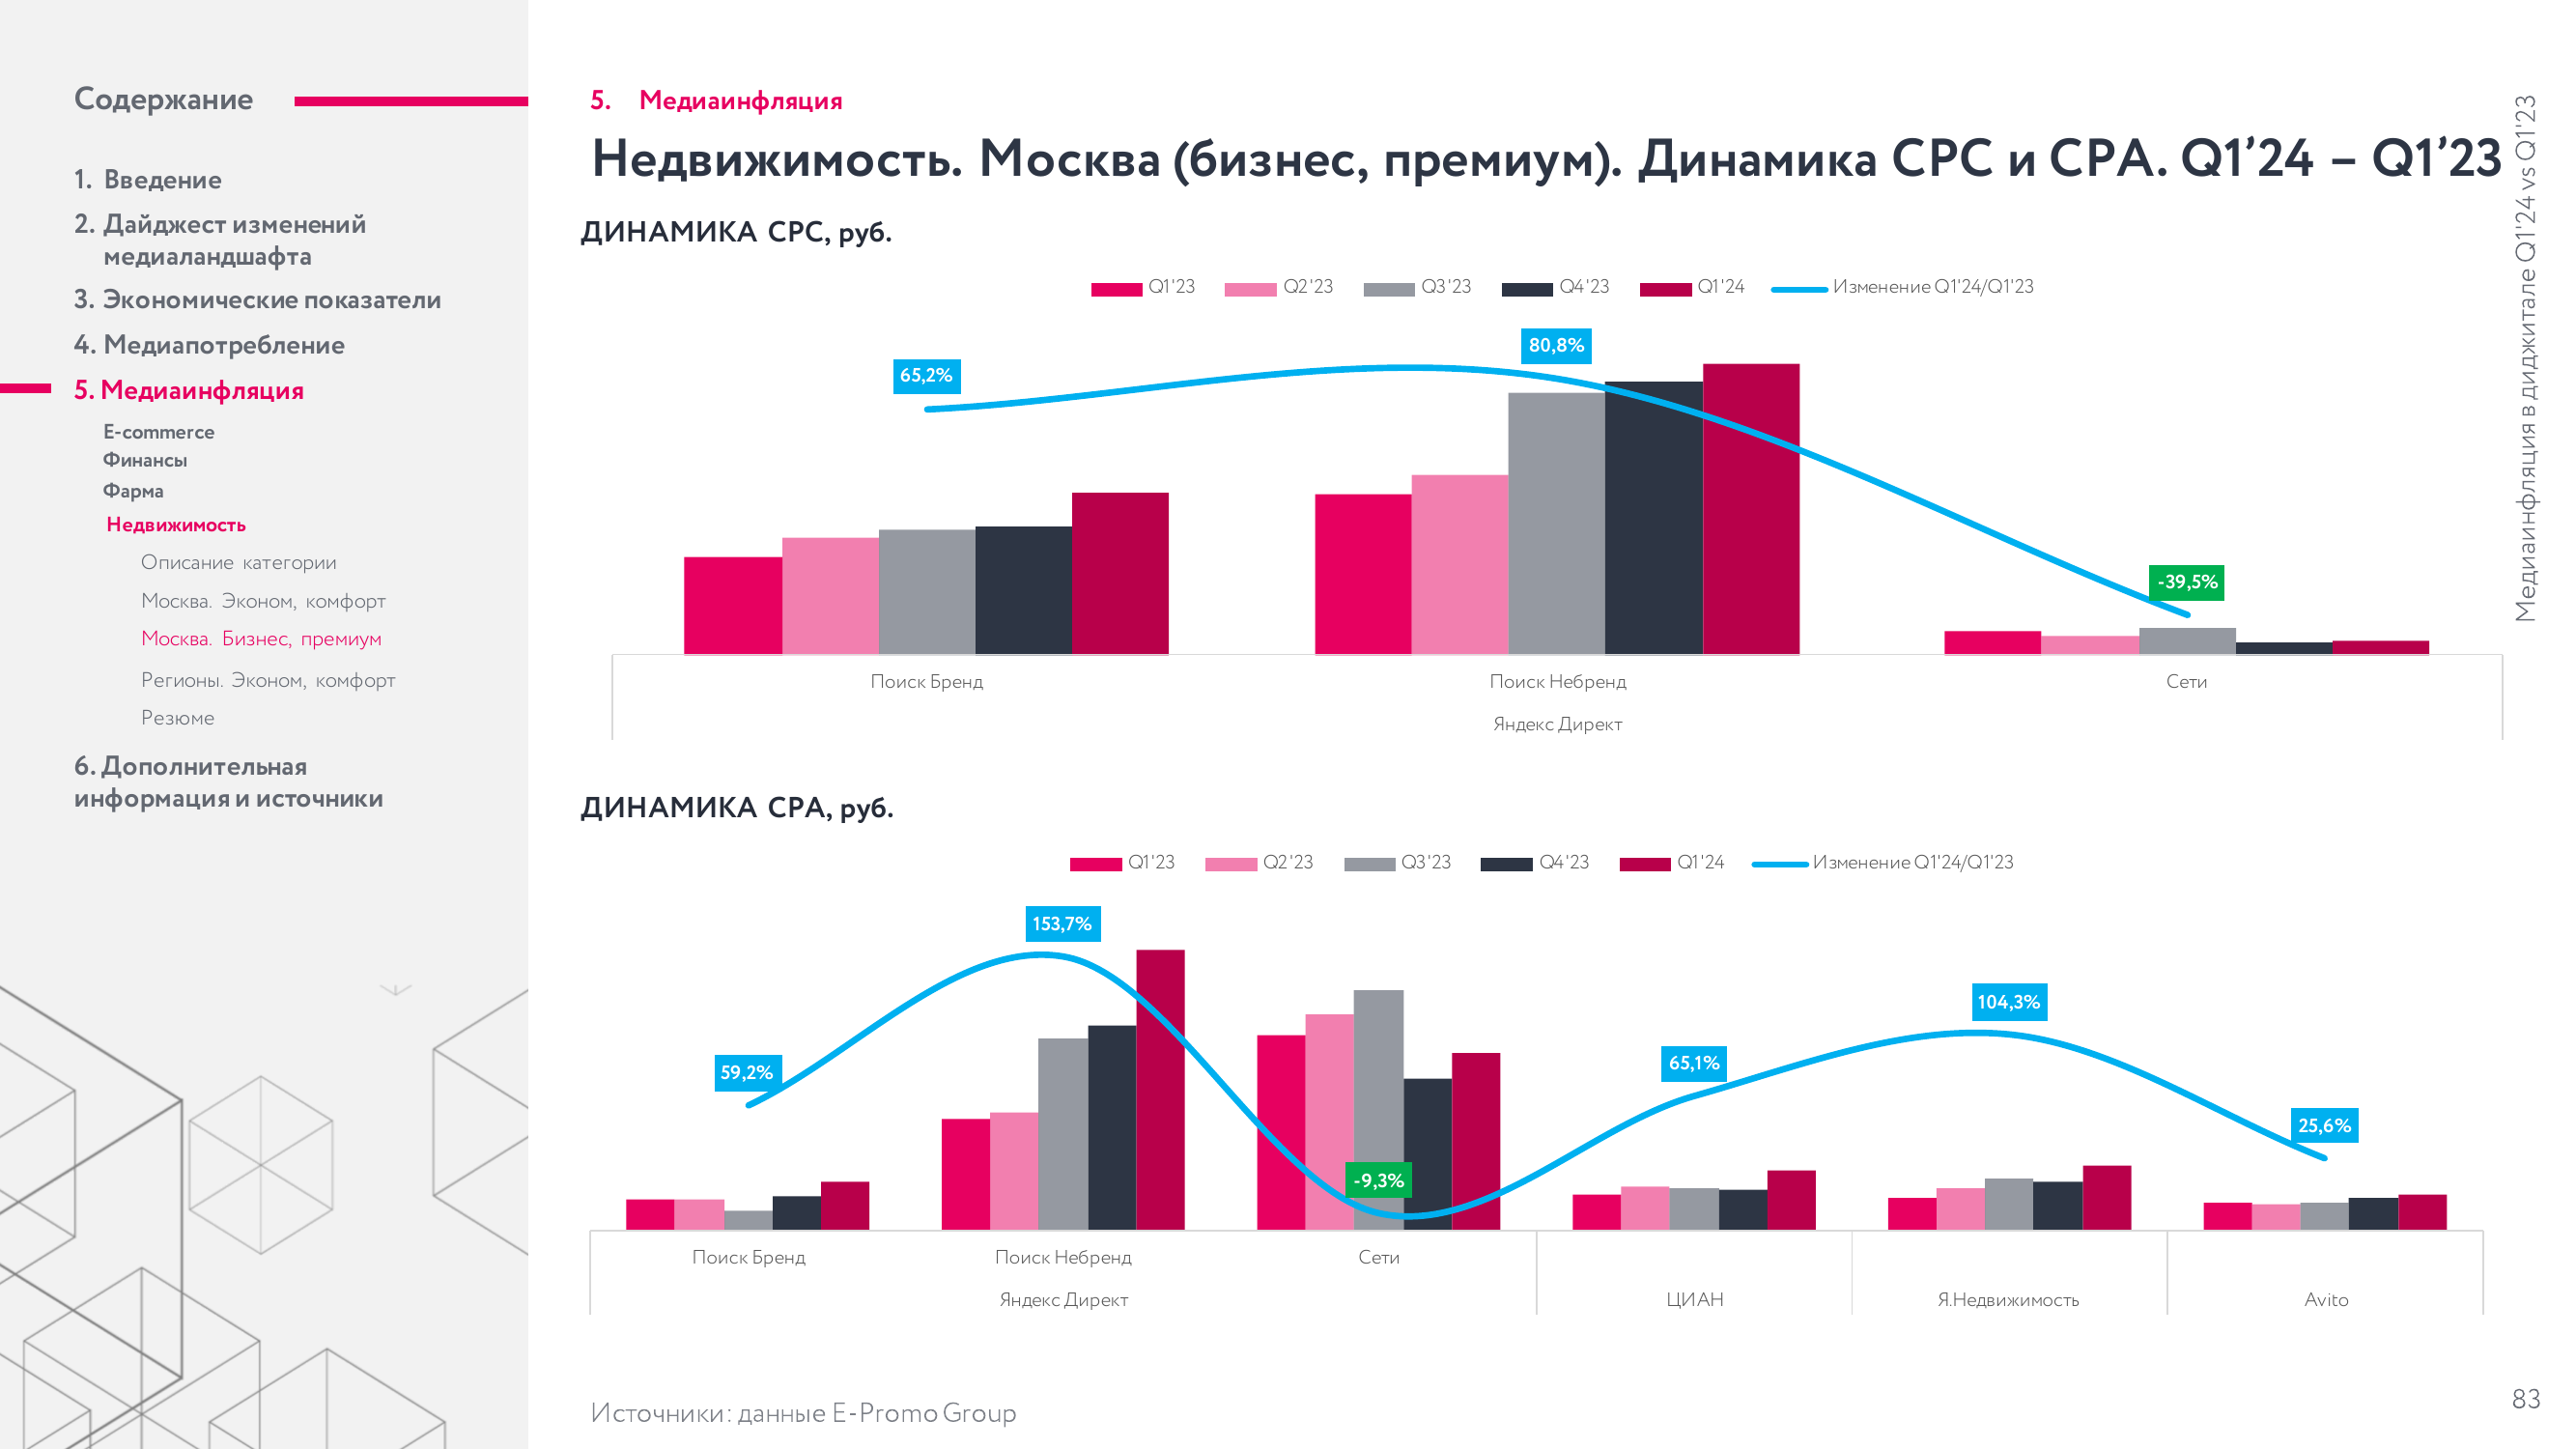 Содержание
1. Введение
2. Дайджест изменений
медиаландшафта
3. Экономические показатели
4. Медиапотребление
5. Медиаинфляция
E-commerce
Финансы
Фарма
Недвижимость
Описание категории
Москва. Эконом, комфорт
Москва. Бизнес, премиум
Регионы. Эконом, комфорт
Резюме
6. Дополнительная
информация и источники
5. Медиаинфляция
Недвижимость. Москва (бизнес, премиум). Динамика CPC и CPA. Q1’24 – Q1’23
ДИНАМИКА CPC, руб.
Q1'23 Q2'23 Q3'23 Q4'23 Q1'24 Изменение Q1'24/Q1'23
65,2% 80,8% -39,5%
Поиск Бренд Поиск Небренд Сети
Яндекс Директ
ДИНАМИКА CPA, руб.
Q1'23 Q2'23 Q3'23 Q4'23 Q1'24 Изменение Q1'24/Q1'23
59,2% 153,7% -9,3% 65,1% 104,3% 25,6%
Поиск Бренд Поиск Небренд Сети
Яндекс Директ ЦИАН Я.Недвижимость Avito
Источники: данные E-Promo Group
Медиаинфляция в диджитале Q1'24 vs Q1'23
83